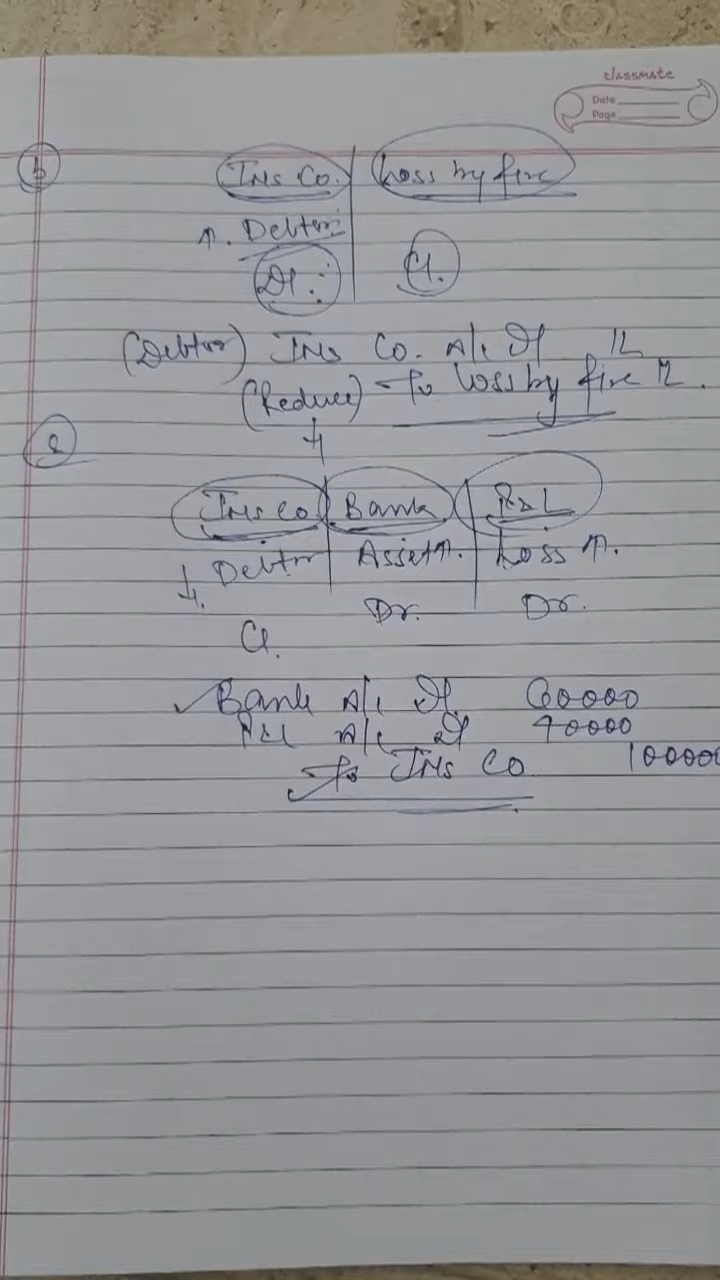 classmate
Date
Page
Ins Co. Loss by fire
↑. Debtor
Dr. Cr.
(Debtor) Ins Co. A/c Dr 1L
(Reduce) - To loss by fire 1L.
↓
2
Ins Co Bank P&L
↓ Debtor Asset↑. Loss ↑.
Dr. Dr.
Cr.
✓ Bank A/c Dr. 60000
P&L A/c Dr 40000
To Ins Co 100000